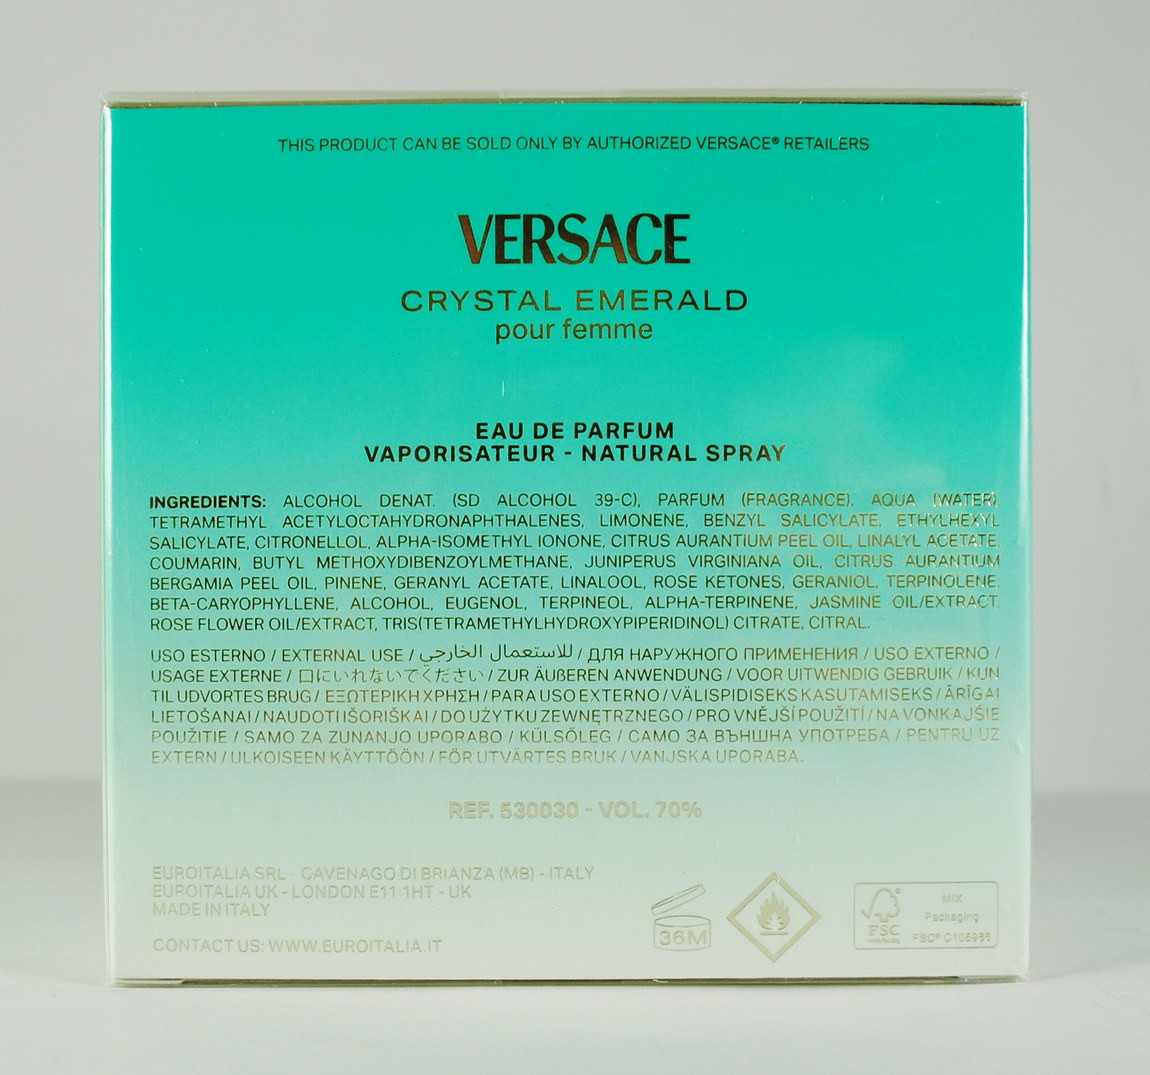 THIS PRODUCT CAN BE SOLD ONLY BY AUTHORIZED VERSACE® RETAILERS
VERSACE
CRYSTAL EMERALD
pour femme
EAU DE PARFUM
VAPORISATEUR - NATURAL SPRAY
INGREDIENTS: ALCOHOL DENAT. (SD ALCOHOL 39-C), PARFUM (FRAGRANCE), AQUA (WATER),
TETRAMETHYL ACETYLOCTAHYDRONAPHTHALENES, LIMONENE, BENZYL SALICYLATE, ETHYLHEXYL
SALICYLATE, CITRONELLOL, ALPHA-ISOMETHYL IONONE, CITRUS AURANTIUM PEEL OIL, LINALYL ACETATE,
COUMARIN, BUTYL METHOXYDIBENZOYLMETHANE, JUNIPERUS VIRGINIANA OIL, CITRUS AURANTIUM
BERGAMIA PEEL OIL, PINENE, GERANYL ACETATE, LINALOOL, ROSE KETONES, GERANIOL, TERPINOLENE,
BETA-CARYOPHYLLENE, ALCOHOL, EUGENOL, TERPINEOL, ALPHA-TERPINENE, JASMINE OIL/EXTRACT,
ROSE FLOWER OIL/EXTRACT, TRIS(TETRAMETHYLHYDROXYPIPERIDINOL) CITRATE, CITRAL.
USO ESTERNO / EXTERNAL USE / للاستعمال الخارجي / ДЛЯ НАРУЖНОГО ПРИМЕНЕНИЯ / USO EXTERNO /
USAGE EXTERNE / 口にいれないでください / ZUR ÄUßEREN ANWENDUNG / VOOR UITWENDIG GEBRUIK / KUN
TIL UDVORTES BRUG / ΕΞΩΤΕΡΙΚΗ ΧΡΗΣΗ / PARA USO EXTERNO / VÄLISPIDISEKS KASUTAMISEKS / ĀRĪGAI
LIETOŠANAI / NAUDOTI IŠORIŠKAI / DO UŻYTKU ZEWNĘTRZNEGO / PRO VNĚJŠÍ POUŽITÍ / NA VONKAJŠIE
POUŽITIE / SAMO ZA ZUNANJO UPORABO / KÜLSŐLEG / САМО ЗА ВЪНШНА УПОТРЕБА / PENTRU UZ
EXTERN / ULKOISEEN KÄYTTÖÖN / FÖR UTVÄRTES BRUK / VANJSKA UPORABA.
REF. 530030 - VOL. 70%
EUROITALIA SRL - CAVENAGO DI BRIANZA (MB) - ITALY
EUROITALIA UK - LONDON E11 1HT - UK
MADE IN ITALY
CONTACT US: WWW.EUROITALIA.IT
36M
FSC
MIX
Packaging